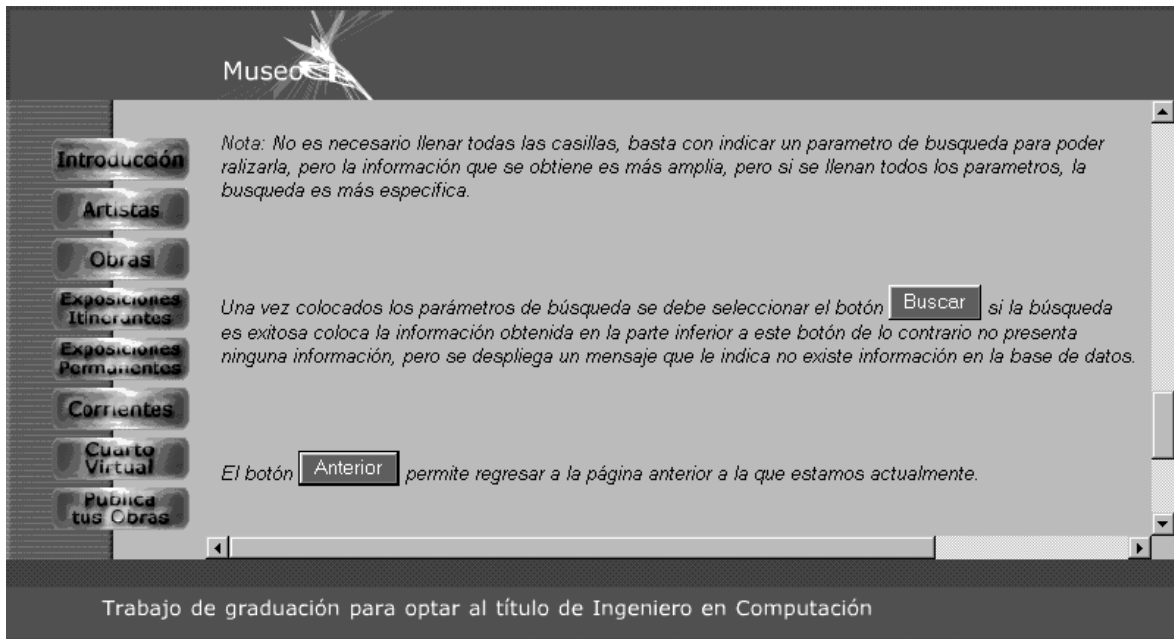 Museo
Introducción
Artistas
Obras
Exposiciones
Itinerantes
Exposiciones
Permanentes
Corrientes
Cuarto
Virtual
Publica
tus Obras
Nota: No es necesario llenar todas las casillas, basta con indicar un parametro de busqueda para poder
ralizarla, pero la información que se obtiene es más amplia, pero si se llenan todos los parametros, la
busqueda es más especifica.
Una vez colocados los parámetros de búsqueda se debe seleccionar el botón Buscar si la búsqueda
es exitosa coloca la información obtenida en la parte inferior a este botón de lo contrario no presenta
ninguna información, pero se despliega un mensaje que le indica no existe información en la base de datos.
El botón Anterior permite regresar a la página anterior a la que estamos actualmente.
Trabajo de graduación para optar al título de Ingeniero en Computación